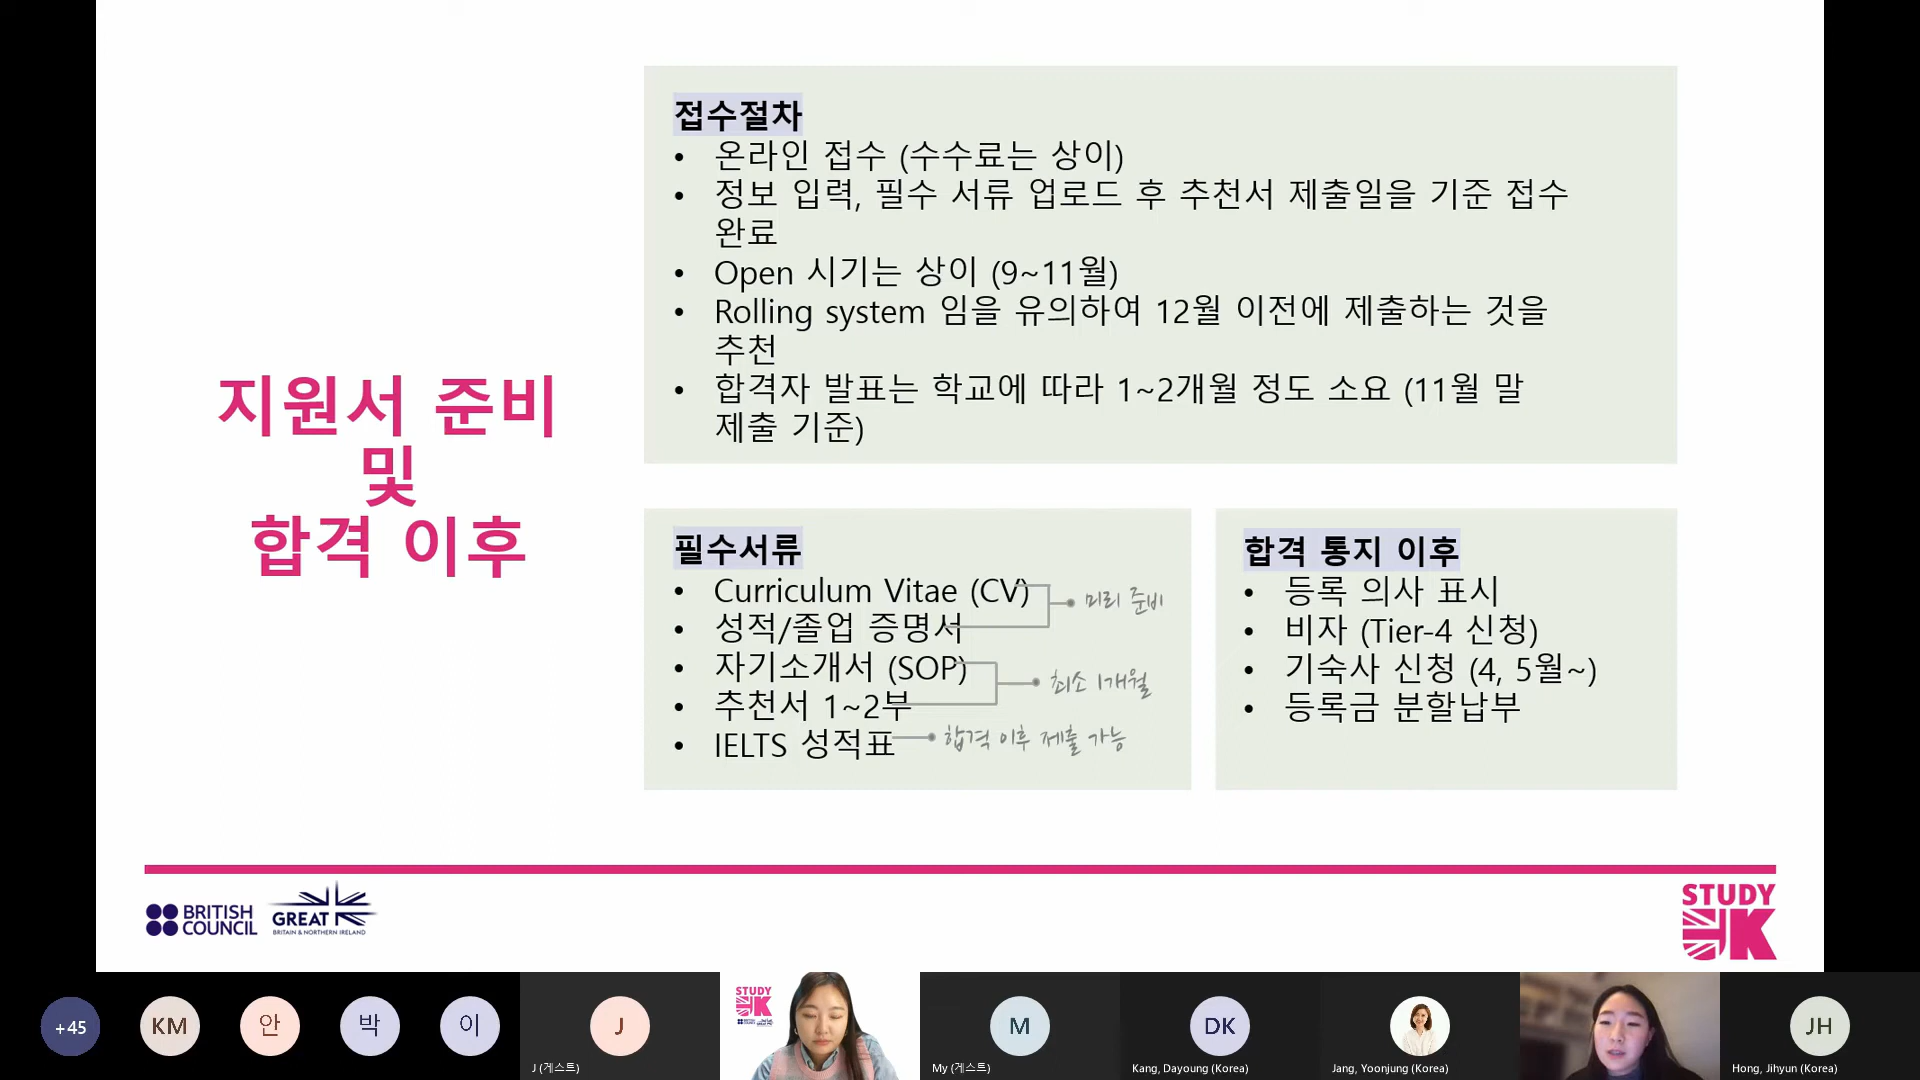 지원서 준비
및
합격 이후
접수절차
• 온라인 접수 (수수료는 상이)
• 정보 입력, 필수 서류 업로드 후 추천서 제출일을 기준 접수
완료
• Open 시기는 상이 (9~11월)
• Rolling system 임을 유의하여 12월 이전에 제출하는 것을
추천
• 합격자 발표는 학교에 따라 1~2개월 정도 소요 (11월 말
제출 기준)
필수서류
• Curriculum Vitae (CV)
• 성적/졸업 증명서
미리 준비
• 자기소개서 (SOP)
• 추천서 1~2부
최소 1개월
• IELTS 성적표
합격 이후 제출 가능
합격 통지 이후
• 등록 의사 표시
• 비자 (Tier-4 신청)
• 기숙사 신청 (4, 5월~)
• 등록금 분할납부
BRITISH
COUNCIL
GREAT
BRITAIN & NORTHERN IRELAND
STUDY
UK
+45
KM
안
박
이
J
J (게스트)
STUDY
UK
M
My (게스트)
DK
Kang, Dayoung (Korea)
Jang, Yoonjung (Korea)
JH
Hong, Jihyun (Korea)